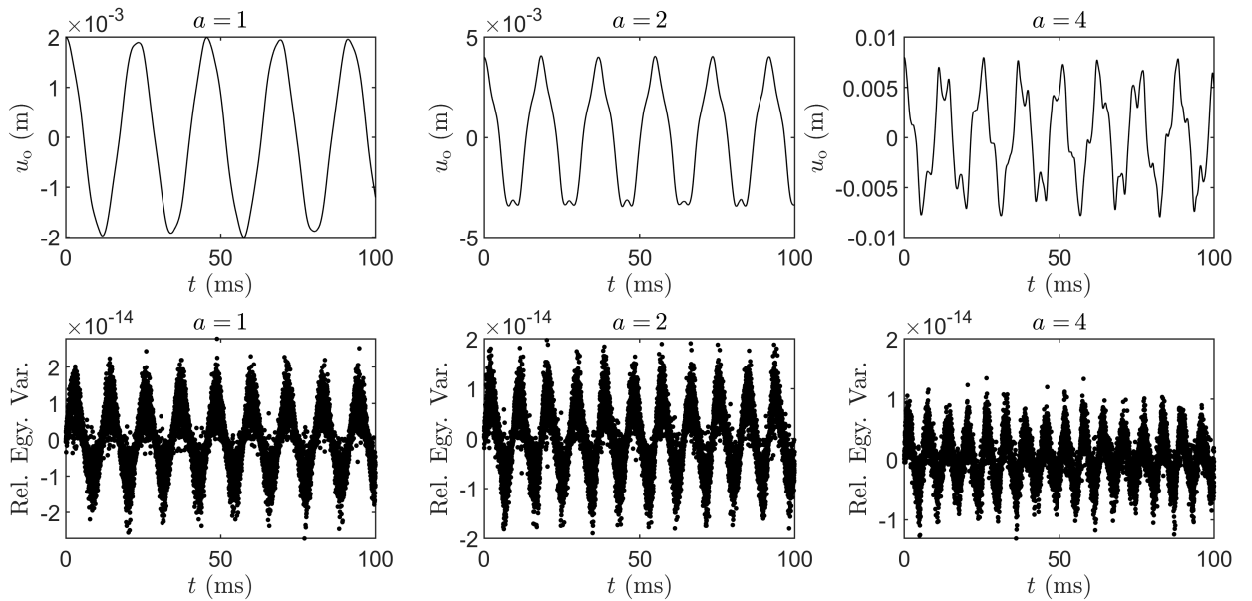 ×10⁻³ a = 1
2
1
0
-1
-2
u_o (m)
0 50 100
t (ms)
×10⁻³ a = 2
5
0
-5
u_o (m)
0 50 100
t (ms)
a = 4
0.01
0.005
0
-0.005
-0.01
u_o (m)
0 50 100
t (ms)
×10⁻¹⁴ a = 1
2
1
0
-1
-2
Rel. Egy. Var.
0 50 100
t (ms)
×10⁻¹⁴ a = 2
2
1
0
-1
-2
Rel. Egy. Var.
0 50 100
t (ms)
×10⁻¹⁴ a = 4
2
1
0
-1
Rel. Egy. Var.
0 50 100
t (ms)